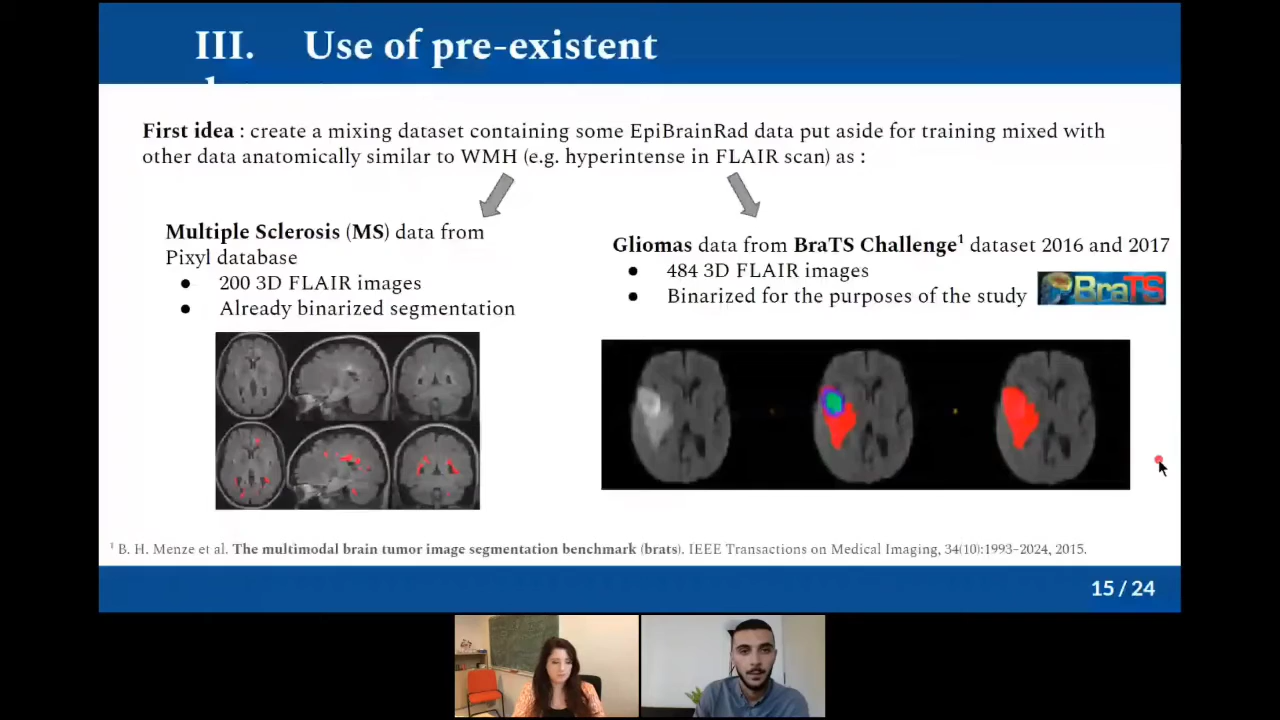 III. Use of pre-existent
First idea : create a mixing dataset containing some EpiBrainRad data put aside for training mixed with
other data anatomically similar to WMH (e.g. hyperintense in FLAIR scan) as :
Multiple Sclerosis (MS) data from
Pixyl database
● 200 3D FLAIR images
● Already binarized segmentation
Gliomas data from BraTS Challenge¹ dataset 2016 and 2017
● 484 3D FLAIR images
● Binarized for the purposes of the study
BraTS
¹ B. H. Menze et al. The multimodal brain tumor image segmentation benchmark (brats). IEEE Transactions on Medical Imaging, 34(10):1993–2024, 2015.
15 / 24